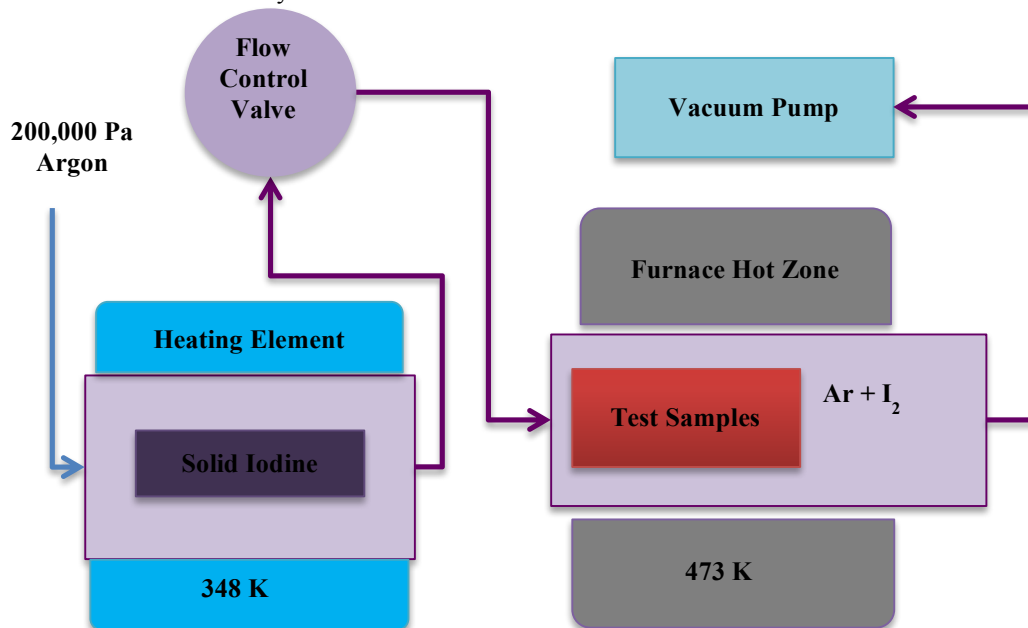 Flow
Control
Valve
200,000 Pa
Argon
Vacuum Pump
Furnace Hot Zone
Heating Element
Ar + I₂
Test Samples
Solid Iodine
348 K
473 K